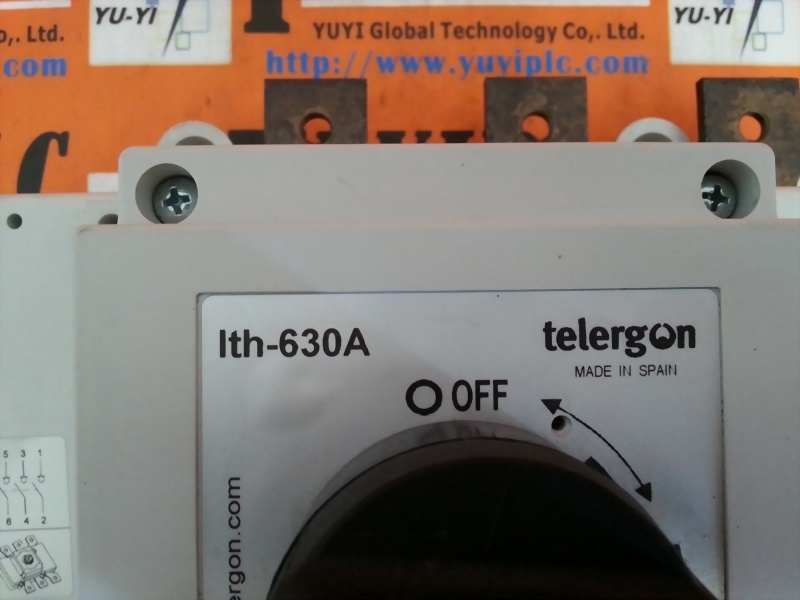 YU-YI
o,. Ltd.
.com
YUYI Global Technology Co,. Ltd.
http://www.yuyiplc.com
YU-YI
Ith-630A
telergon
MADE IN SPAIN
O OFF
ergon.com
5 3 1
6 4 2